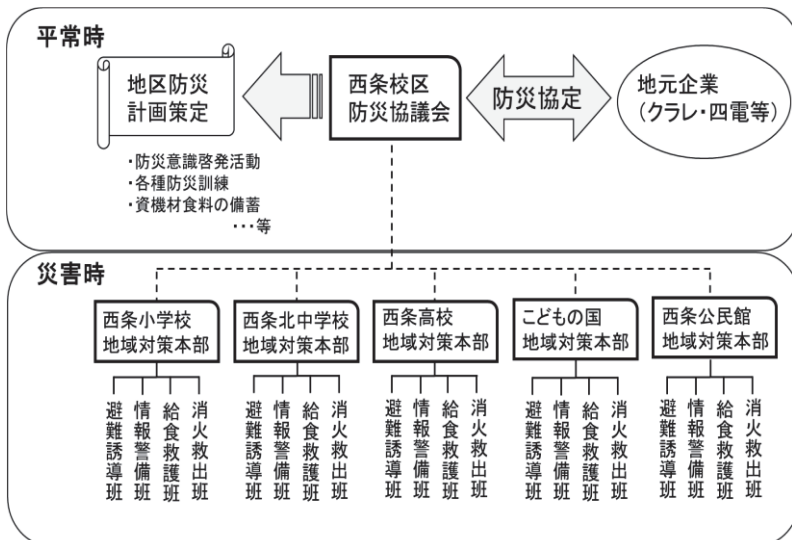 平常時
地区防災
計画策定
西条校区
防災協議会
防災協定
地元企業
（クラレ・四電等）
・防災意識啓発活動
・各種防災訓練
・資機材食料の備蓄
・・・等
災害時
西条小学校
地域対策本部
西条北中学校
地域対策本部
西条高校
地域対策本部
こどもの国
地域対策本部
西条公民館
地域対策本部
避難誘導班
情報警備班
給食救護班
消火救出班
避難誘導班
情報警備班
給食救護班
消火救出班
避難誘導班
情報警備班
給食救護班
消火救出班
避難誘導班
情報警備班
給食救護班
消火救出班
避難誘導班
情報警備班
給食救護班
消火救出班